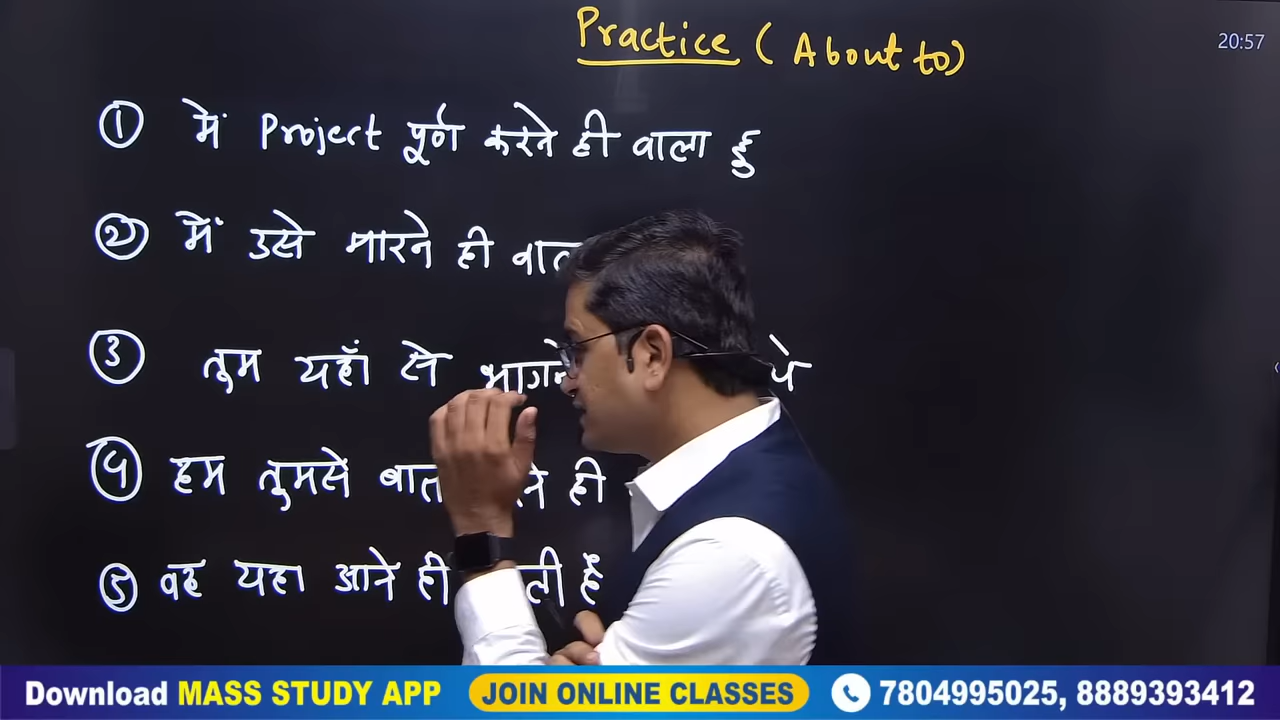 Practice (About to)
20:57
① में Project पूर्ण करने ही वाला हु
② में उसे मारने ही
③ तुम यहाँ से
④ हम तुमसे बात ही
⑤ वह यहा आने ही है
Download MASS STUDY APP JOIN ONLINE CLASSES 7804995025, 8889393412